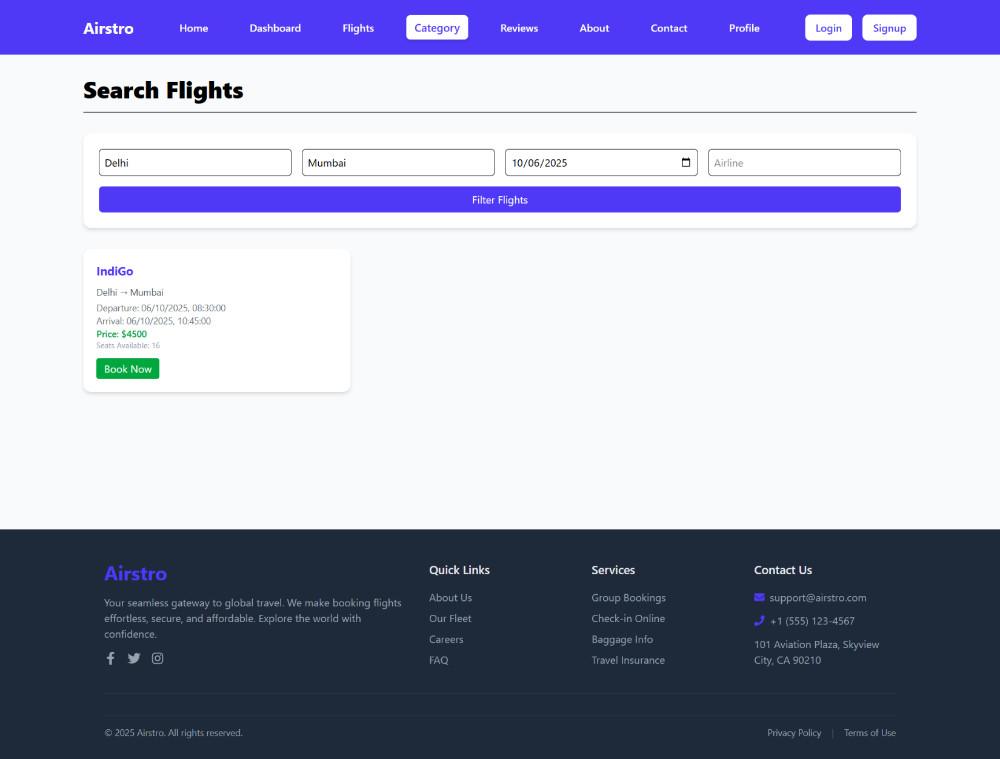 Airstro Home Dashboard Flights Category Reviews About Contact Profile Login Signup
Search Flights
Delhi Mumbai 10/06/2025 Airline
Filter Flights
IndiGo
Delhi → Mumbai
Departure: 06/10/2025, 08:30:00
Arrival: 06/10/2025, 10:45:00
Price: $4500
Seats Available: 16
Book Now
Airstro
Your seamless gateway to global travel. We make booking flights
effortless, secure, and affordable. Explore the world with
confidence.
Quick Links
About Us
Our Fleet
Careers
FAQ
Services
Group Bookings
Check-in Online
Baggage Info
Travel Insurance
Contact Us
support@airstro.com
+1 (555) 123-4567
101 Aviation Plaza, Skyview
City, CA 90210
© 2025 Airstro. All rights reserved.
Privacy Policy | Terms of Use